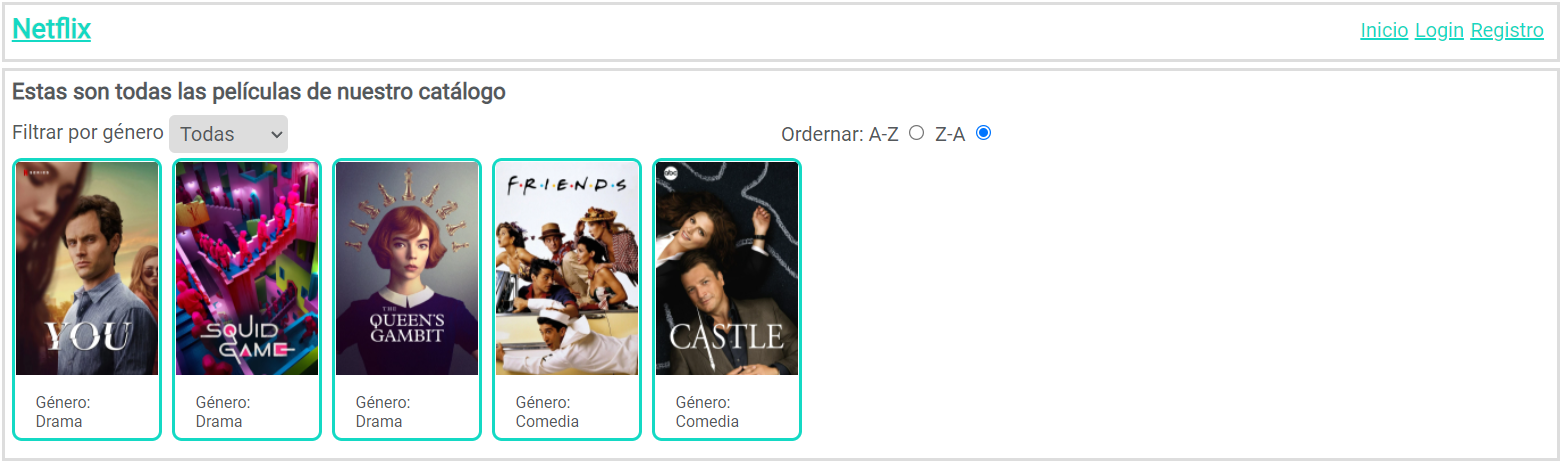 Netflix
Inicio Login Registro
Estas son todas las películas de nuestro catálogo
Filtrar por género Todas
Ordernar: A-Z Z-A
SERIES
YOU
SQUID
GAME
THE
QUEEN'S
GAMBIT
F·R·I·E·N·D·S
abc
CASTLE
Género:
Drama
Género:
Drama
Género:
Drama
Género:
Comedia
Género:
Comedia